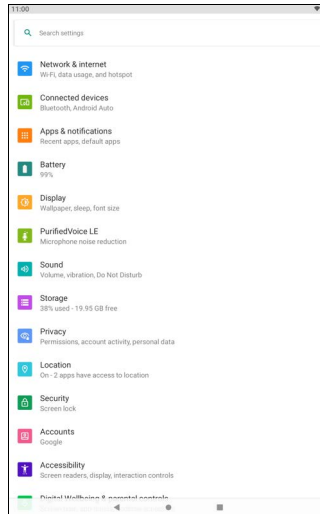 11:00
Search settings
Network & internet
Wi-Fi, data usage, and hotspot
Connected devices
Bluetooth, Android Auto
Apps & notifications
Recent apps, default apps
Battery
99%
Display
Wallpaper, sleep, font size
PurifiedVoice LE
Microphone noise reduction
Sound
Volume, vibration, Do Not Disturb
Storage
38% used - 19.95 GB free
Privacy
Permissions, account activity, personal data
Location
On - 2 apps have access to location
Security
Screen lock
Accounts
Google
Accessibility
Screen readers, display, interaction controls
Digital Wellbeing & parental controls